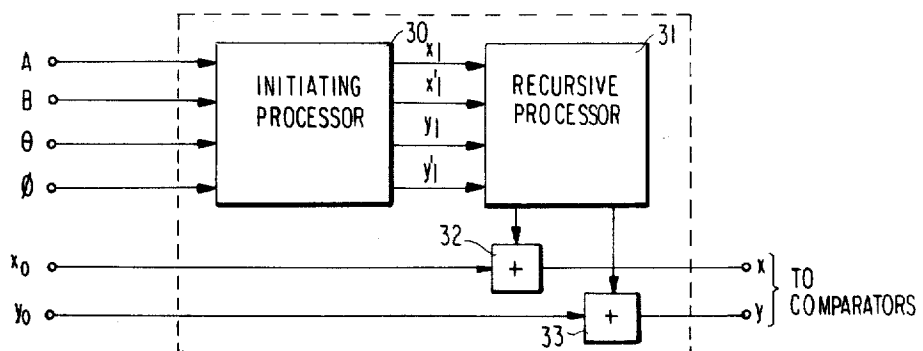 30
31
A
B
θ
Ø
INITIATING
PROCESSOR
x1
x'1
y1
y'1
RECURSIVE
PROCESSOR
32
+
x0
x
33
+
y0
y
TO
COMPARATORS